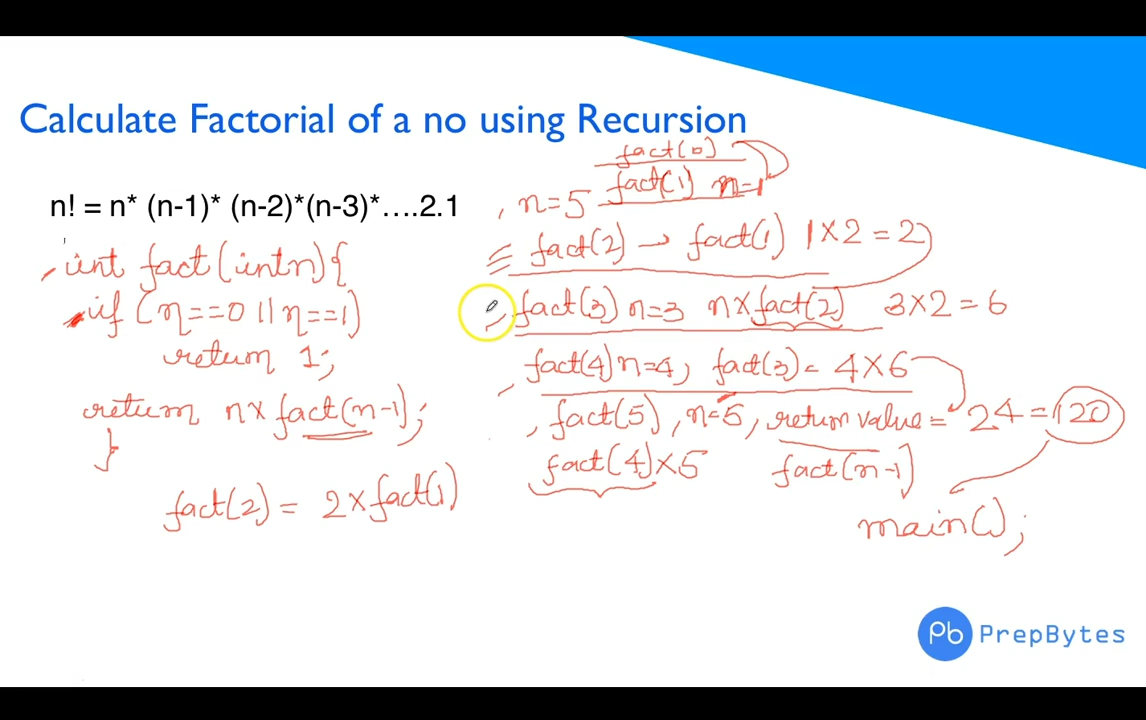 Calculate Factorial of a no using Recursion
n! = n* (n-1)* (n-2)*(n-3)*….2.1
int fact(int n){
if (n==0 || n==1)
return 1;
return n× fact(n-1);
}
fact(2) = 2×fact(1)
fact(0)
fact(1) n=1
, n=5
fact(2) → fact(1) 1×2=2
fact(3) n=3 n×fact(2) 3×2=6
fact(4) n=4, fact(3)= 4×6
, fact(5), n=5, return value = 24 = 120
fact(4)×5 fact(n-1)
main();
Pb PrepBytes